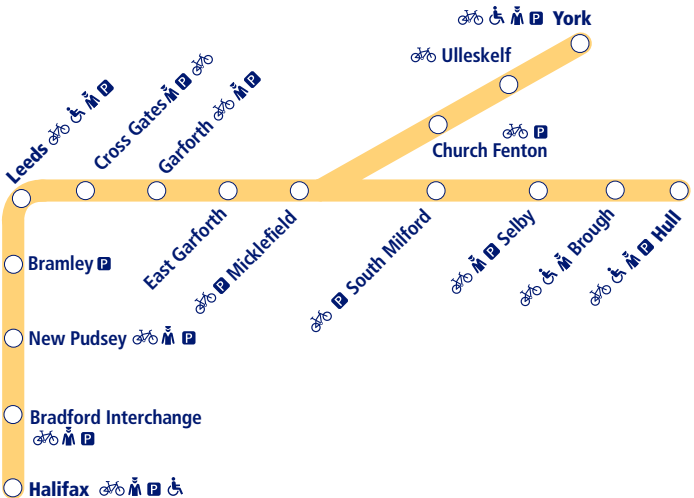 P York
Ulleskelf
P
Church Fenton
Leeds P
Cross Gates P
Garforth P
East Garforth
P Micklefield
P South Milford
P Selby
Brough
P Hull
Bramley P
New Pudsey P
Bradford Interchange
P
Halifax P